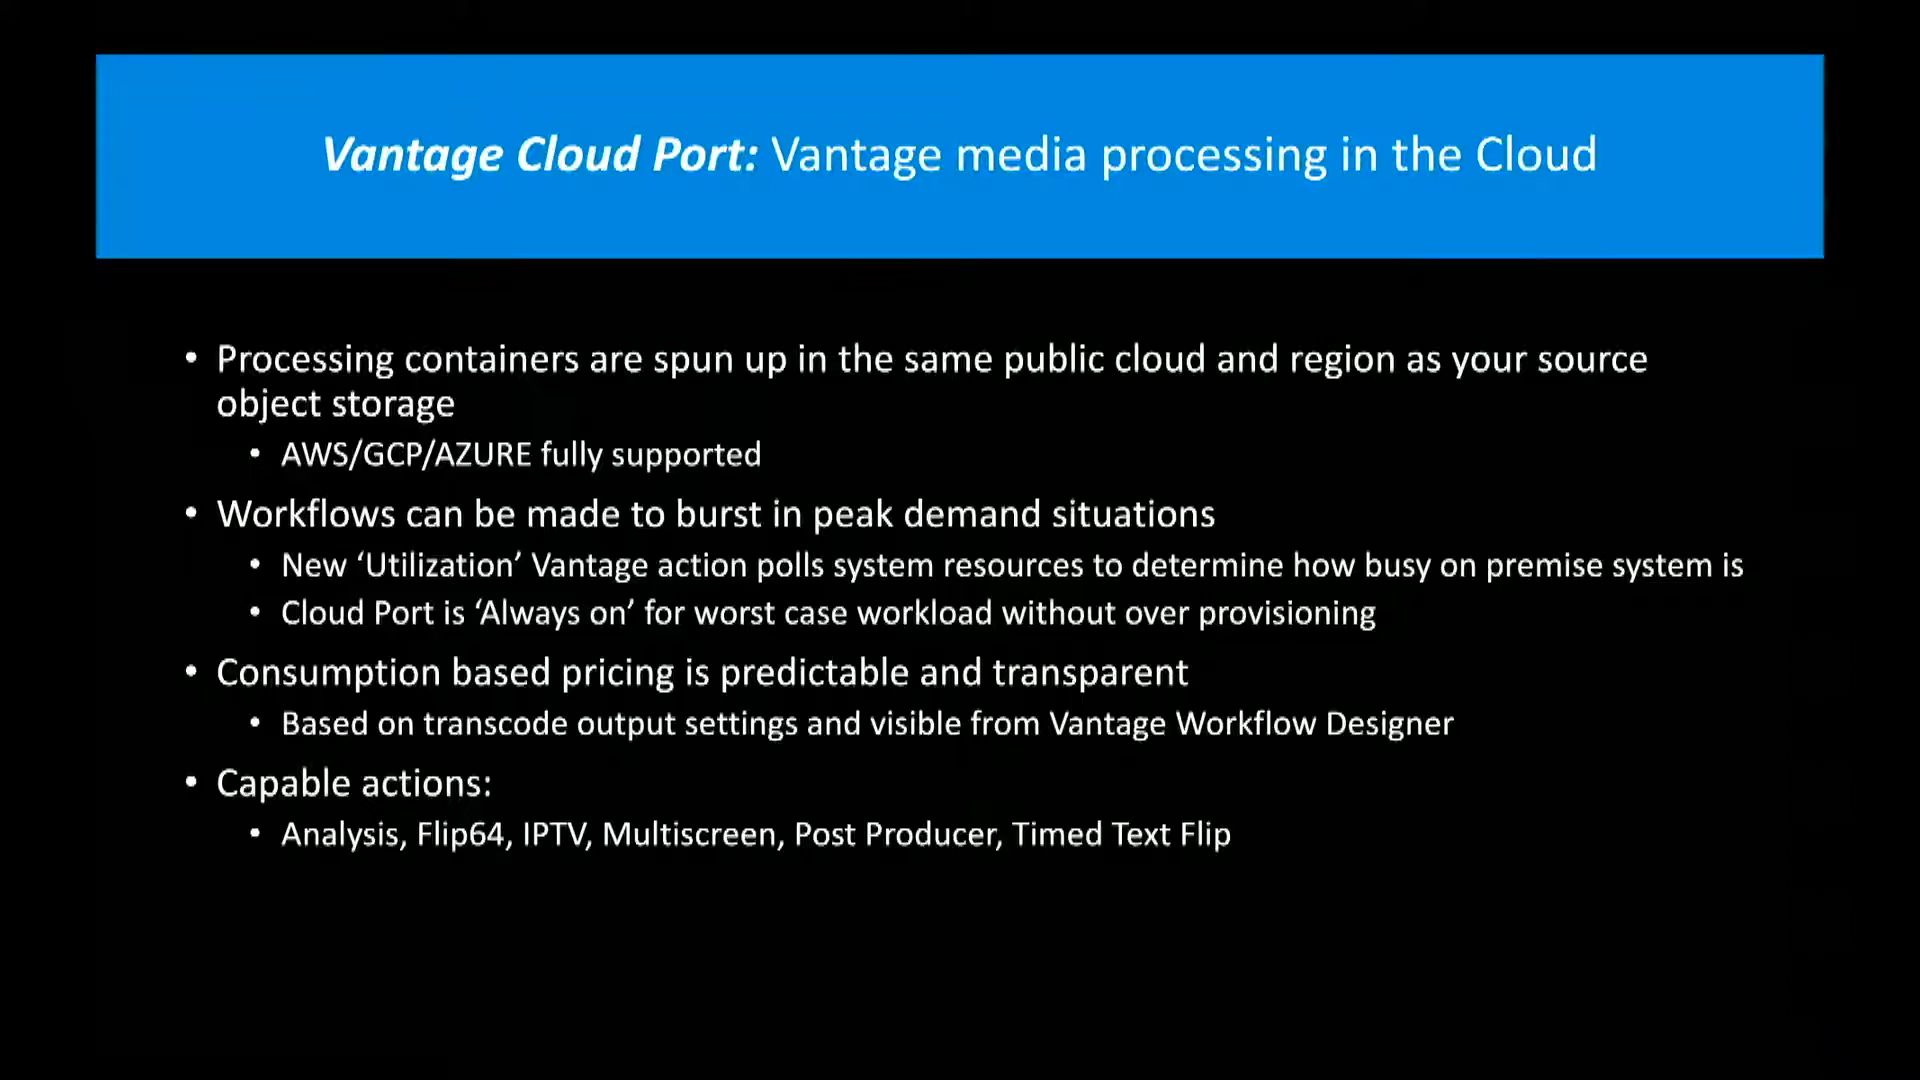 Vantage Cloud Port: Vantage media processing in the Cloud
• Processing containers are spun up in the same public cloud and region as your source
object storage
• AWS/GCP/AZURE fully supported
• Workflows can be made to burst in peak demand situations
• New ‘Utilization’ Vantage action polls system resources to determine how busy on premise system is
• Cloud Port is ‘Always on’ for worst case workload without over provisioning
• Consumption based pricing is predictable and transparent
• Based on transcode output settings and visible from Vantage Workflow Designer
• Capable actions:
• Analysis, Flip64, IPTV, Multiscreen, Post Producer, Timed Text Flip